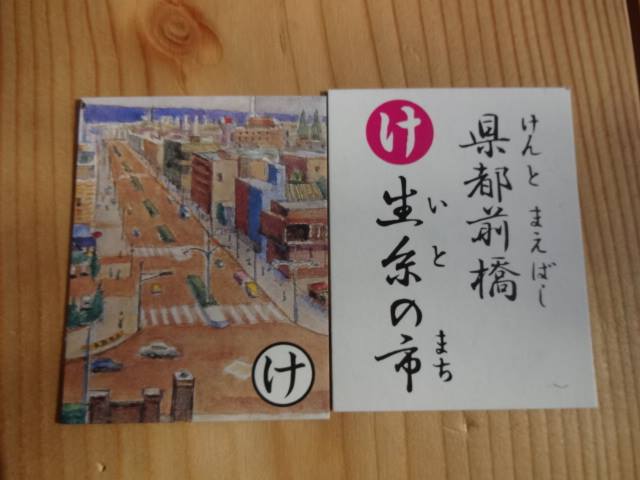 け
け
けんと まえばし
県都前橋
いと まち
生糸の市